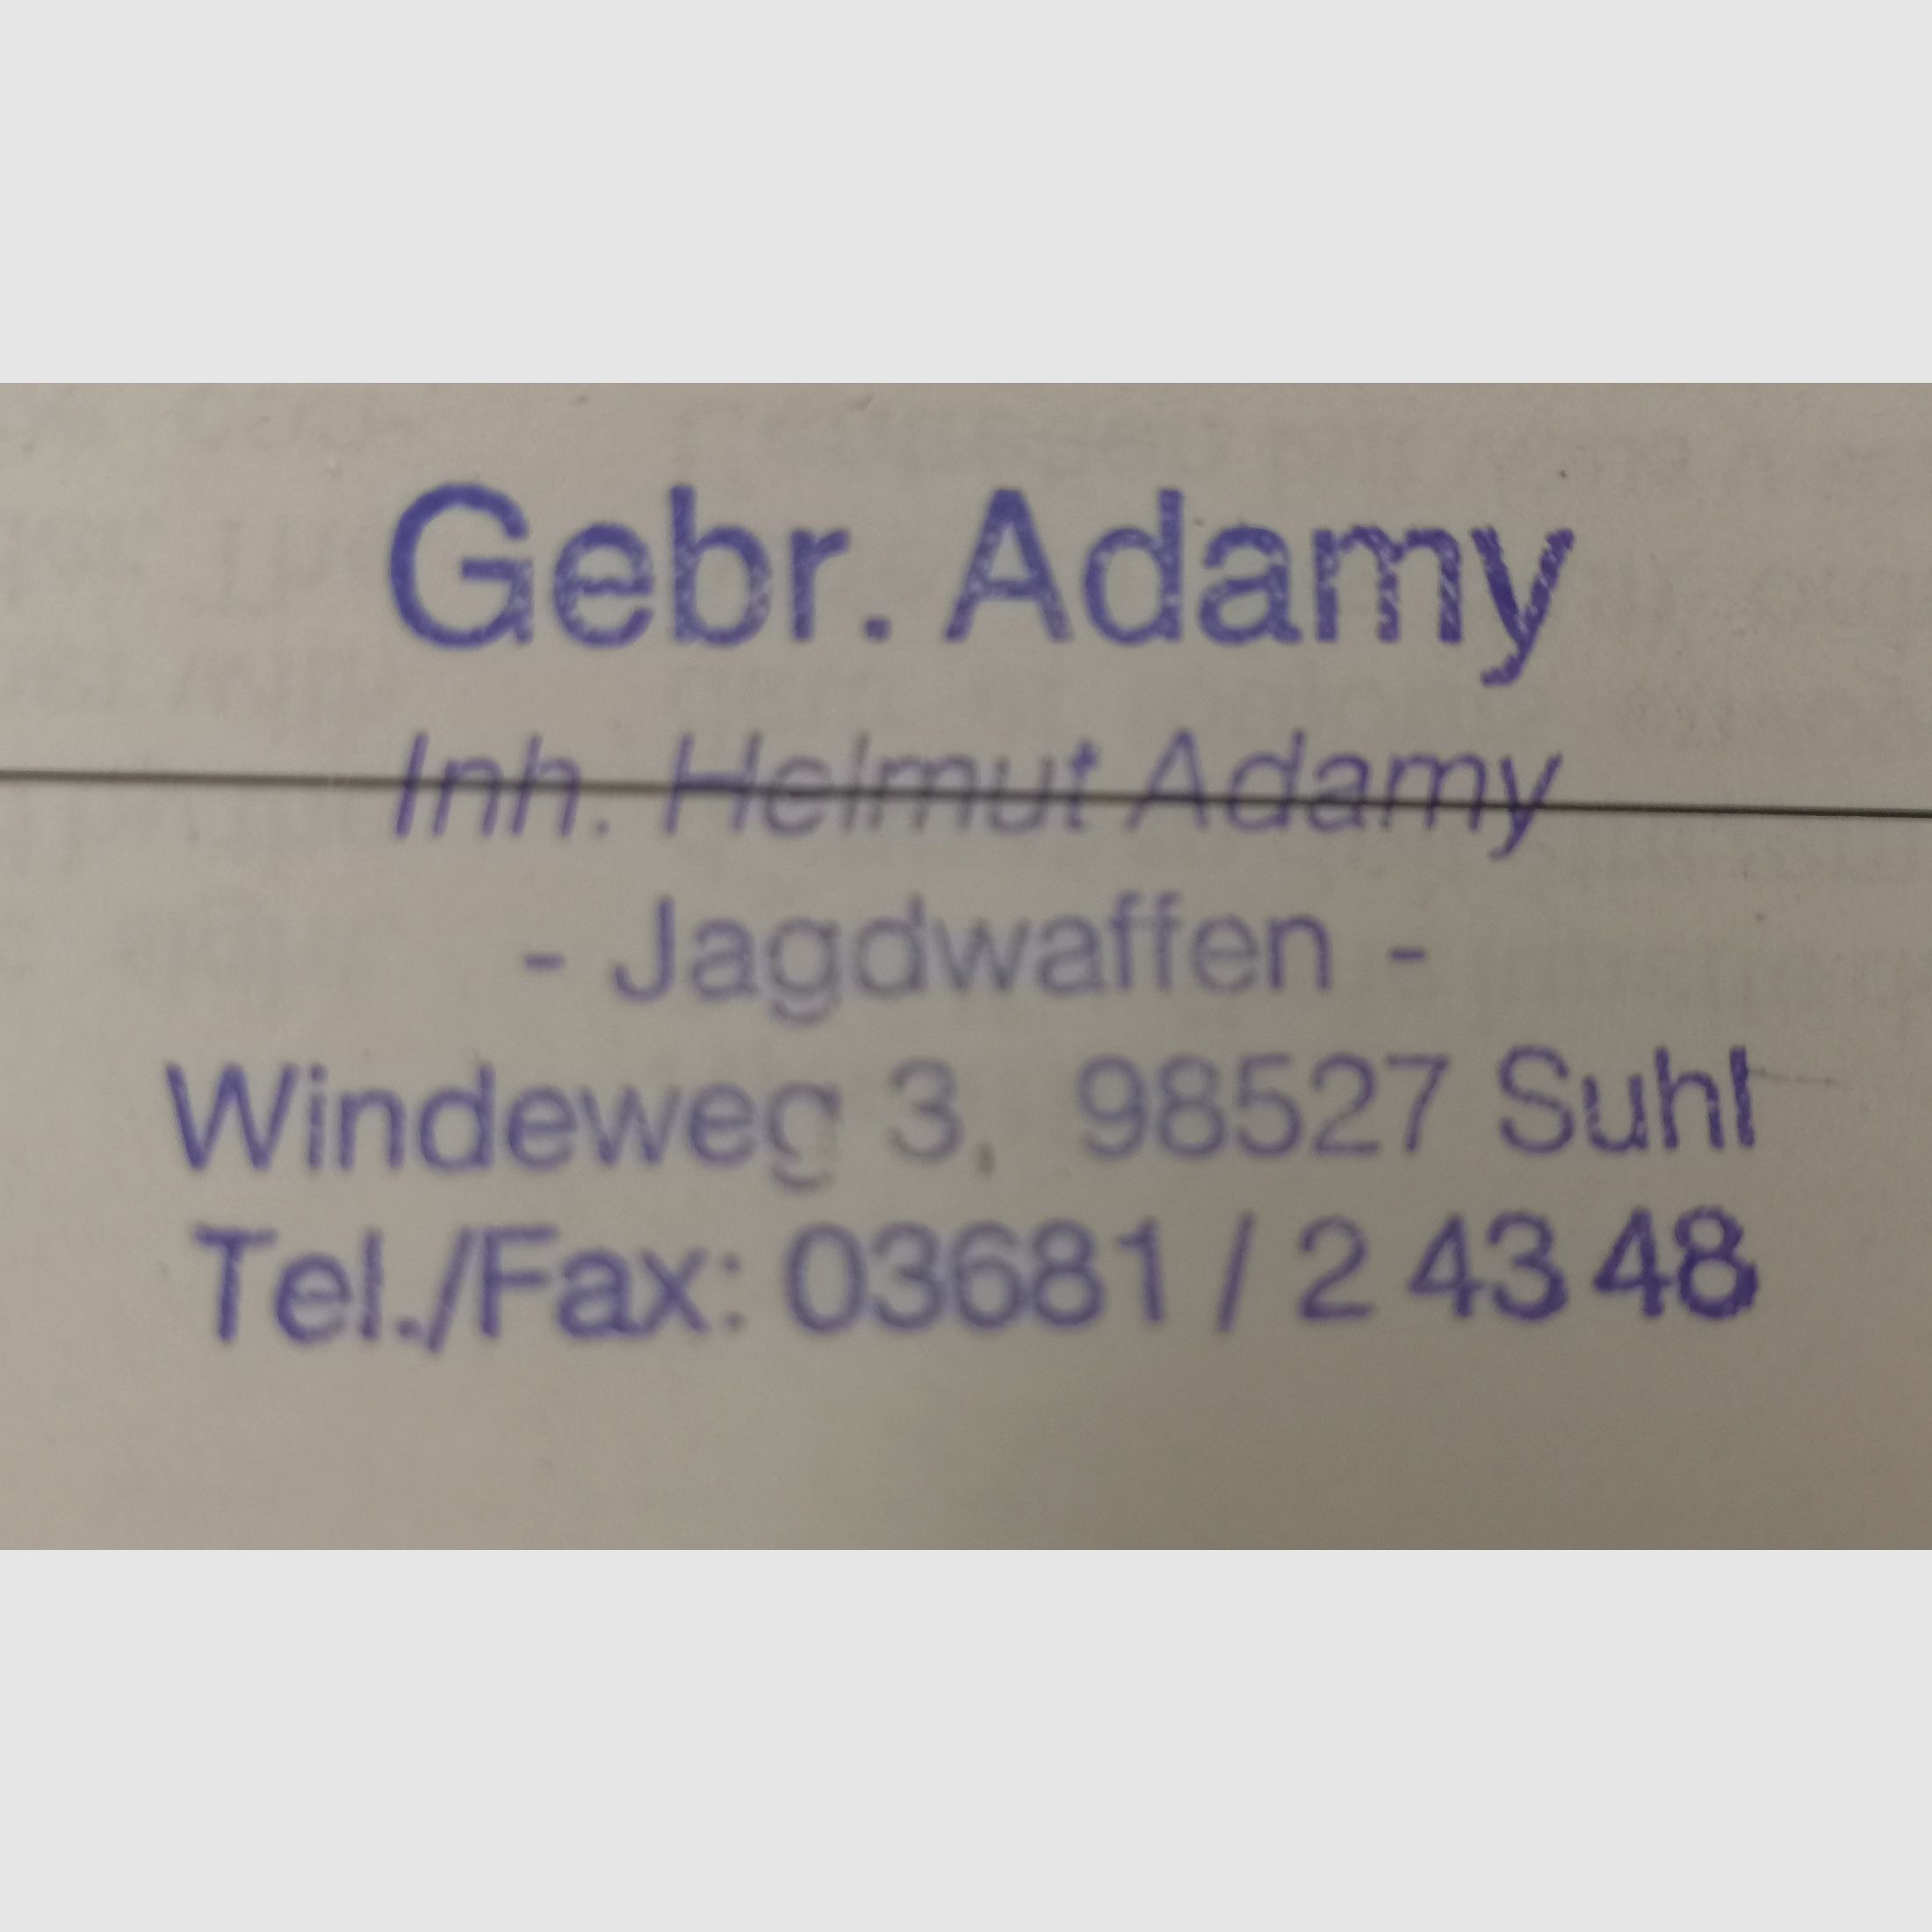 Gebr. Adamy
Inh. Helmut Adamy
- Jagdwaffen -
Windeweg 3, 98527 Suhl
Tel./Fax: 03681 / 2 43 48